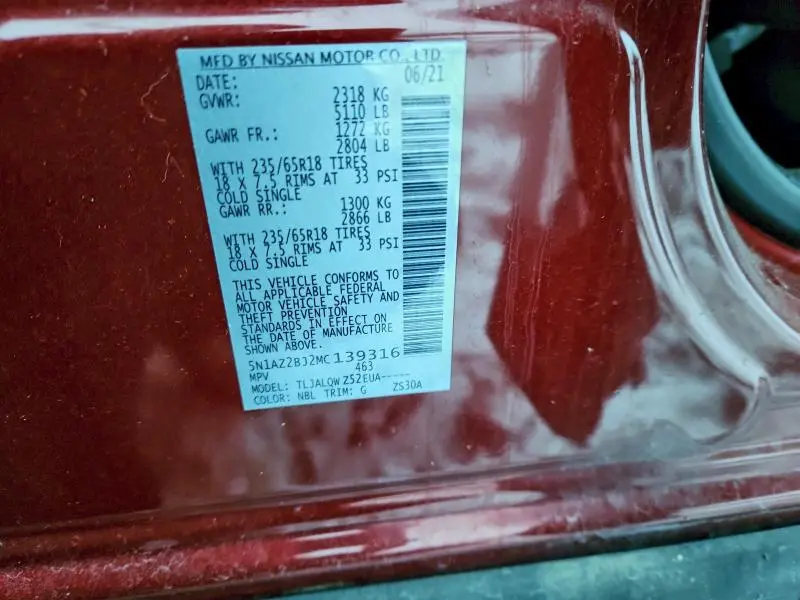 MFD BY NISSAN MOTOR CO., LTD.
DATE: 06/21
GVWR: 2318 KG
5110 LB
GAWR FR.: 1272 KG
2804 LB
WITH 235/65R18 TIRES
18 X 7.5 RIMS AT 33 PSI
COLD SINGLE
GAWR RR.: 1300 KG
2866 LB
WITH 235/65R18 TIRES
18 X 7.5 RIMS AT 33 PSI
COLD SINGLE
THIS VEHICLE CONFORMS TO
ALL APPLICABLE FEDERAL
MOTOR VEHICLE SAFETY AND
THEFT PREVENTION
STANDARDS IN EFFECT ON
THE DATE OF MANUFACTURE
SHOWN ABOVE.
5N1AZ2BJ2MC139316
MPV 463
MODEL: TLJALQW Z52EUA-----
COLOR: NBL TRIM: G ZS30A